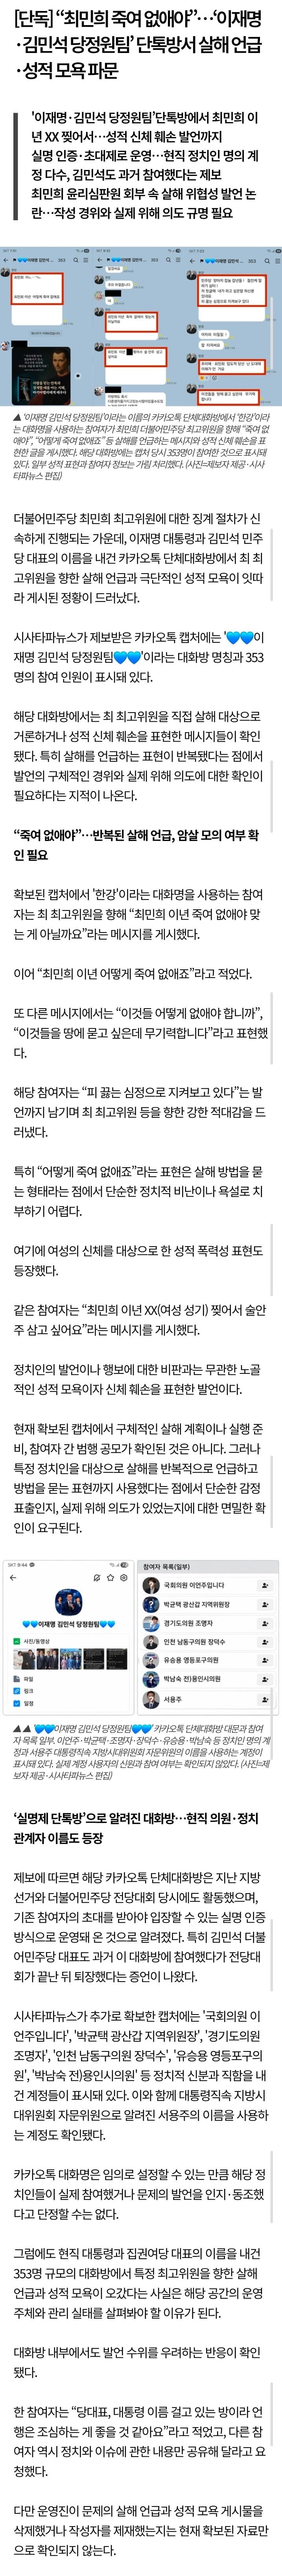 [단독] “최민희 죽여 없애야”…‘이재명
·김민석 당정원팀’ 단톡방서 살해 언급
·성적 모욕 파문
'이재명·김민석 당정원팀'단톡방에서 최민희 이
년 XX 찢어서…성적 신체 훼손 발언까지
실명 인증·초대제로 운영…현직 정치인 명의 계
정 다수, 김민석도 과거 참여했다는 제보
최민희 윤리심판원 회부 속 살해 위협성 발언 논
란…작성 경위와 실제 위해 의도 규명 필요
▲ '이재명 김민석 당정원팀'이라는 이름의 카카오톡 단체대화방에서 '한강'이라
는 대화명을 사용하는 참여자가 최민희 더불어민주당 최고위원을 향해 “죽여 없
애야”, “어떻게 죽여 없애죠” 등 살해를 언급하는 메시지와 성적 신체 훼손을 표
현한 글을 게시했다. 해당 대화방에는 캡처 당시 353명이 참여한 것으로 표시돼
있다. 일부 성적 표현과 참여자 정보는 가림 처리했다. (사진=제보자 제공·시사
타파뉴스 편집)
더불어민주당 최민희 최고위원에 대한 징계 절차가 신
속하게 진행되는 가운데, 이재명 대통령과 김민석 민주
당 대표의 이름을 내건 카카오톡 단체대화방에서 최 최
고위원을 향한 살해 언급과 극단적인 성적 모욕이 잇따
라 게시된 정황이 드러났다.
시사타파뉴스가 제보받은 카카오톡 캡처에는 '💙💙이
재명 김민석 당정원팀💙💙'이라는 대화방 명칭과 353
명의 참여 인원이 표시돼 있다.
해당 대화방에서는 최 최고위원을 직접 살해 대상으로
거론하거나 성적 신체 훼손을 표현한 메시지들이 확인
됐다. 특히 살해를 언급하는 표현이 반복됐다는 점에서
발언의 구체적인 경위와 실제 위해 의도에 대한 확인이
필요하다는 지적이 나온다.
“죽여 없애야”…반복된 살해 언급, 암살 모의 여부 확
인 필요
확보된 캡처에서 '한강'이라는 대화명을 사용하는 참여
자는 최 최고위원을 향해 “최민희 이년 죽여 없애야 맞
는 게 아닐까요”라는 메시지를 게시했다.
이어 “최민희 이년 어떻게 죽여 없애죠”라고 적었다.
또 다른 메시지에서는 “이것들 어떻게 없애야 합니까”,
“이것들을 땅에 묻고 싶은데 무기력합니다”라고 표현했
다.
해당 참여자는 “피 끓는 심정으로 지켜보고 있다”는 발
언까지 남기며 최 최고위원 등을 향한 강한 적대감을 드
러냈다.
특히 “어떻게 죽여 없애죠”라는 표현은 살해 방법을 묻
는 형태라는 점에서 단순한 정치적 비난이나 욕설로 치
부하기 어렵다.
여기에 여성의 신체를 대상으로 한 성적 폭력성 표현도
등장했다.
같은 참여자는 “최민희 이년 XX(여성 성기) 찢어서 술안
주 삼고 싶어요”라는 메시지를 게시했다.
정치인의 발언이나 행보에 대한 비판과는 무관한 노골
적인 성적 모욕이자 신체 훼손을 표현한 발언이다.
현재 확보된 캡처에서 구체적인 살해 계획이나 실행 준
비, 참여자 간 범행 공모가 확인된 것은 아니다. 그러나
특정 정치인을 대상으로 살해를 반복적으로 언급하고
방법을 묻는 표현까지 사용했다는 점에서 단순한 감정
표출인지, 실제 위해 의도가 있었는지에 대한 면밀한 확
인이 요구된다.
💙💙이재명 김민석 당정원팀💙💙
사진/동영상
파일
링크
일정
참여자 목록(일부)
국회의원 이언주입니다
박균택 광산갑 지역위원장
경기도의원 조명자
인천 남동구의원 장덕수
유승용 영등포구의원
박남숙 전)용인시의원
서용주
▲▲ '💙💙이재명 김민석 당정원팀💙💙' 카카오톡 단체대화방 대문과 참여
자 목록 일부. 이언주·박균택·조명자·장덕수·유승용·박남숙 등 정치인 명의 계
정과 서용주 대통령직속 지방시대위원회 자문위원의 이름을 사용하는 계정이
표시돼 있다. 실제 계정 사용자의 신원과 참여 여부는 확인되지 않았다. (사진=제
보자 제공·시사타파뉴스 편집)
‘실명제 단톡방’으로 알려진 대화방…현직 의원·정치
관계자 이름도 등장
제보에 따르면 해당 카카오톡 단체대화방은 지난 지방
선거와 더불어민주당 전당대회 당시에도 활동했으며,
기존 참여자의 초대를 받아야 입장할 수 있는 실명 인증
방식으로 운영돼 온 것으로 알려졌다. 특히 김민석 더불
어민주당 대표도 과거 이 대화방에 참여했다가 전당대
회가 끝난 뒤 퇴장했다는 증언이 나왔다.
시사타파뉴스가 추가로 확보한 캡처에는 '국회의원 이
언주입니다', '박균택 광산갑 지역위원장', '경기도의원
조명자', '인천 남동구의원 장덕수', '유승용 영등포구의
원', '박남숙 전)용인시의원' 등 정치적 신분과 직함을 내
건 계정들이 표시돼 있다. 이와 함께 대통령직속 지방시
대위원회 자문위원으로 알려진 서용주의 이름을 사용하
는 계정도 확인됐다.
카카오톡 대화명은 임의로 설정할 수 있는 만큼 해당 정
치인들이 실제 참여했거나 문제의 발언을 인지·동조했
다고 단정할 수는 없다.
그럼에도 현직 대통령과 집권여당 대표의 이름을 내건
353명 규모의 대화방에서 특정 최고위원을 향한 살해
언급과 성적 모욕이 오갔다는 사실은 해당 공간의 운영
주체와 관리 실태를 살펴봐야 할 이유가 된다.
대화방 내부에서도 발언 수위를 우려하는 반응이 확인
됐다.
한 참여자는 “당대표, 대통령 이름 걸고 있는 방이라 언
행은 조심하는 게 좋을 것 같아요”라고 적었고, 다른 참
여자 역시 정치와 이슈에 관한 내용만 공유해 달라고 요
청했다.
다만 운영진이 문제의 살해 언급과 성적 모욕 게시물을
삭제했거나 작성자를 제재했는지는 현재 확보된 자료만
으로 확인되지 않는다.